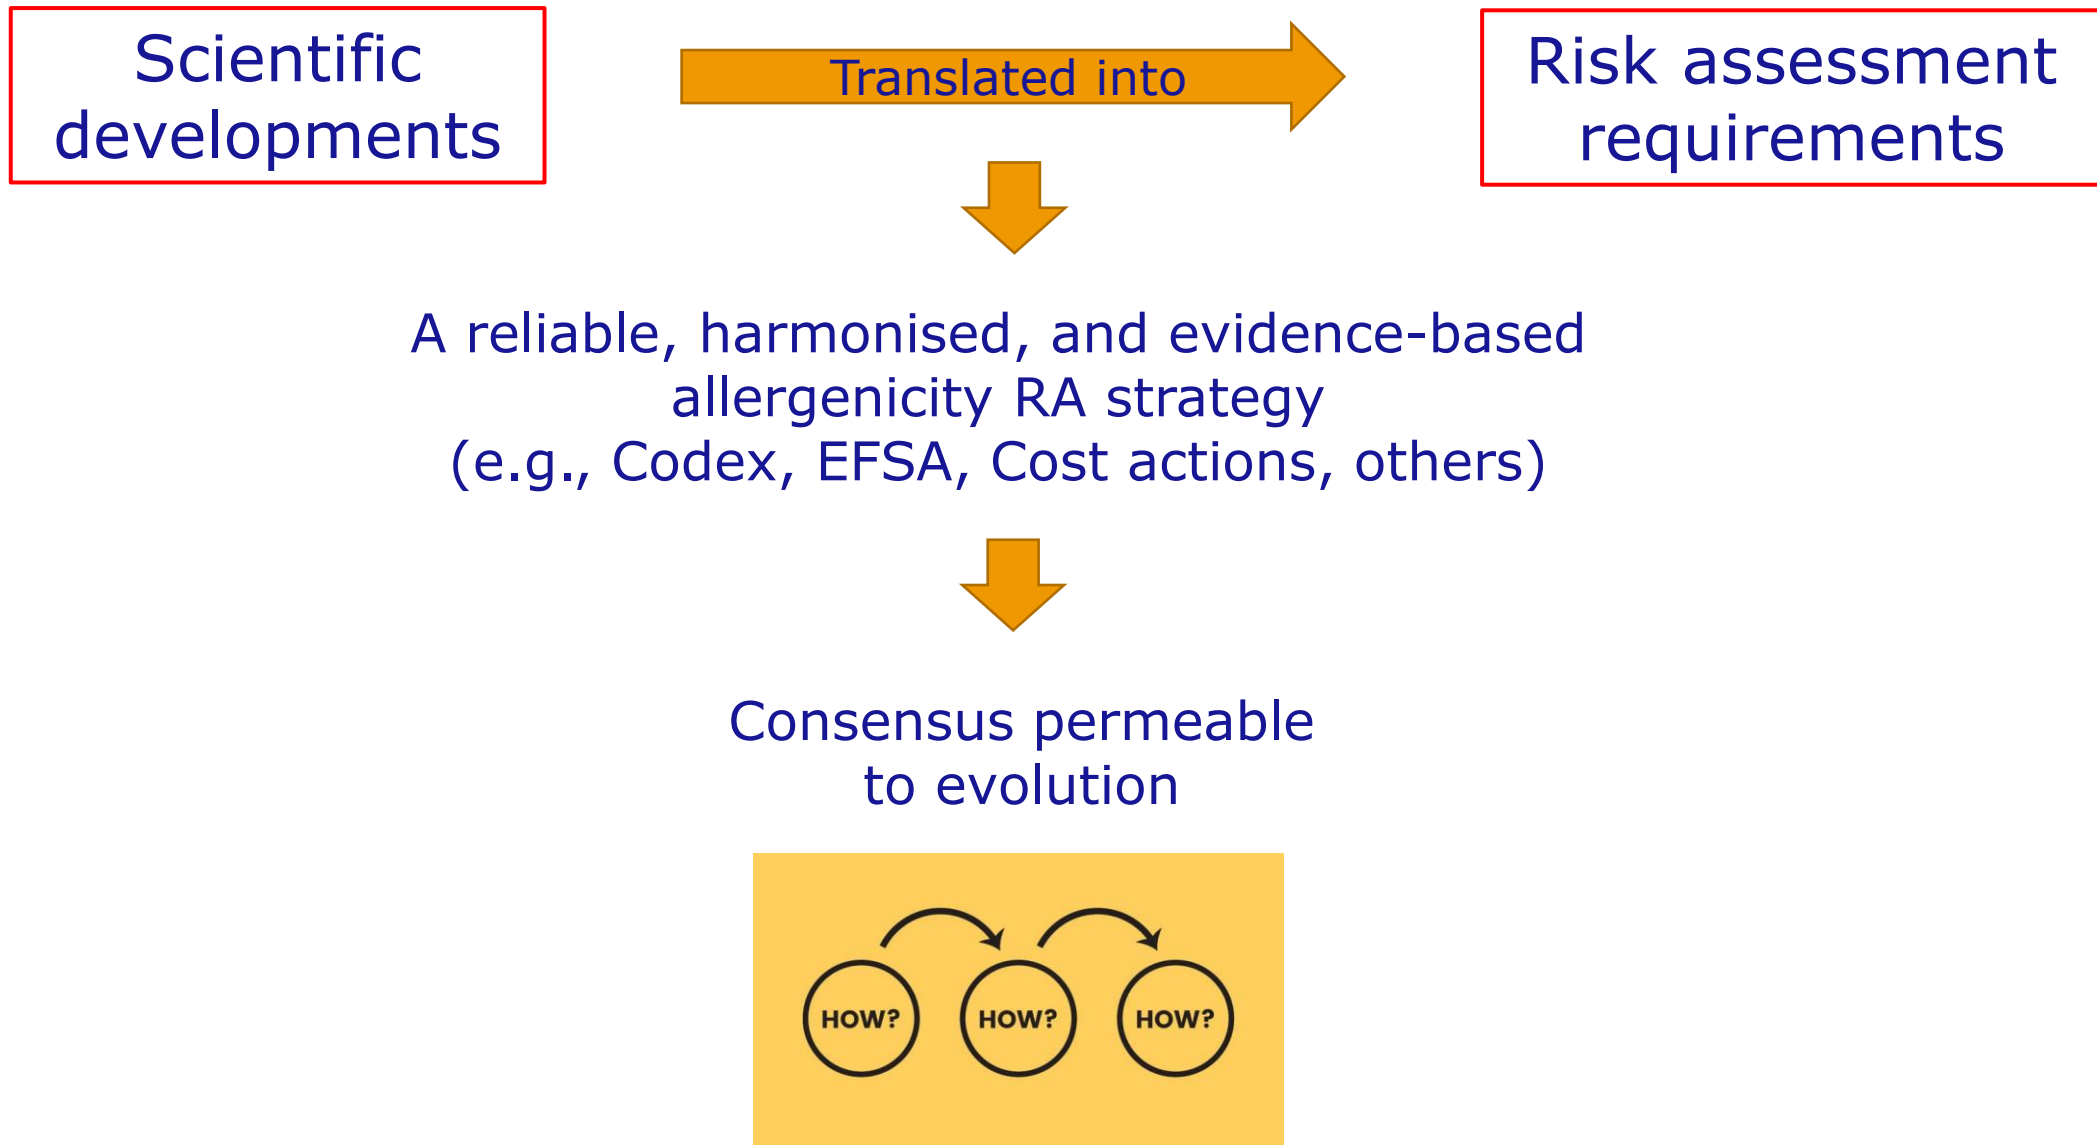 Scientific
developments
Translated into
Risk assessment
requirements
A reliable, harmonised, and evidence-based
allergenicity RA strategy
(e.g., Codex, EFSA, Cost actions, others)
Consensus permeable
to evolution
HOW?
HOW?
HOW?